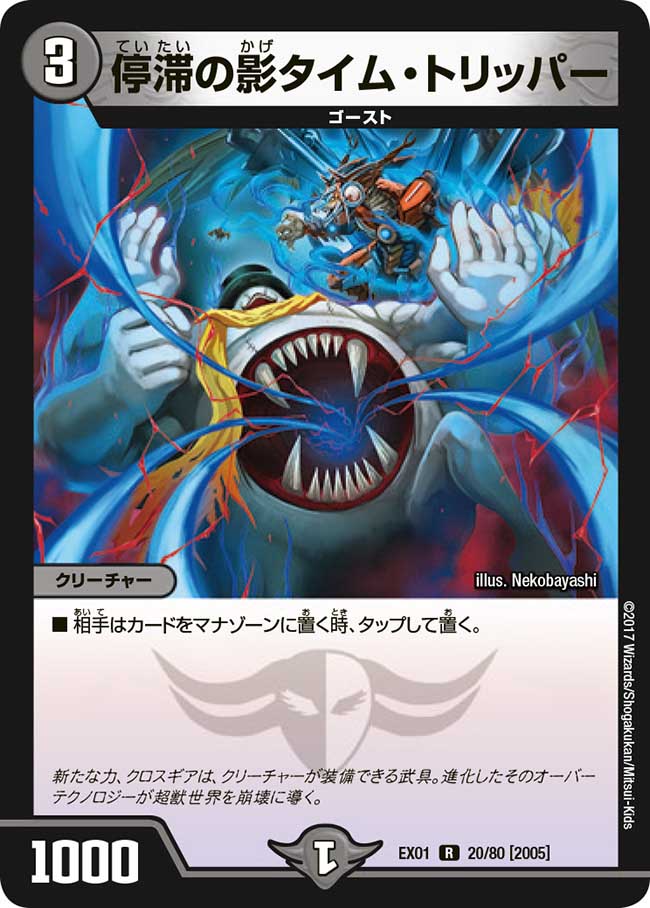 3
ていたい かげ
停滞の影タイム・トリッパー
ゴースト
illus. Nekobayashi
クリーチャー
あいて お とき お
■ 相手はカードをマナゾーンに置く時、タップして置く。
新たな力、クロスギアは、クリーチャーが装備できる武具。進化したそのオーバー
テクノロジーが超獣世界を崩壊に導く。
©2017 Wizards/Shogakukan/Mitsui-Kids
1000
1
EX01 R 20/80 [2005]